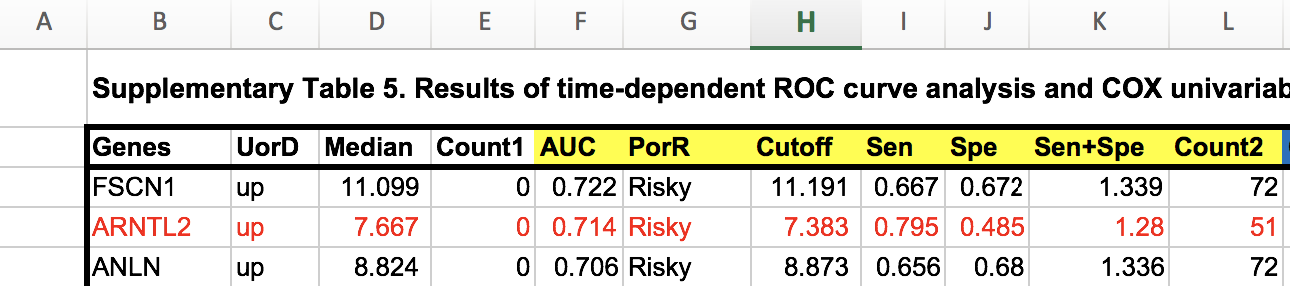 A B C D E F G H I J K L
Supplementary Table 5. Results of time-dependent ROC curve analysis and COX
Genes UorD Median Count1 AUC PorR Cutoff Sen Spe Sen+Spe Count2
FSCN1 up 11.099 0 0.722 Risky 11.191 0.667 0.672 1.339 72
ARNTL2 up 7.667 0 0.714 Risky 7.383 0.795 0.485 1.28 51
ANLN up 8.824 0 0.706 Risky 8.873 0.656 0.68 1.336 72